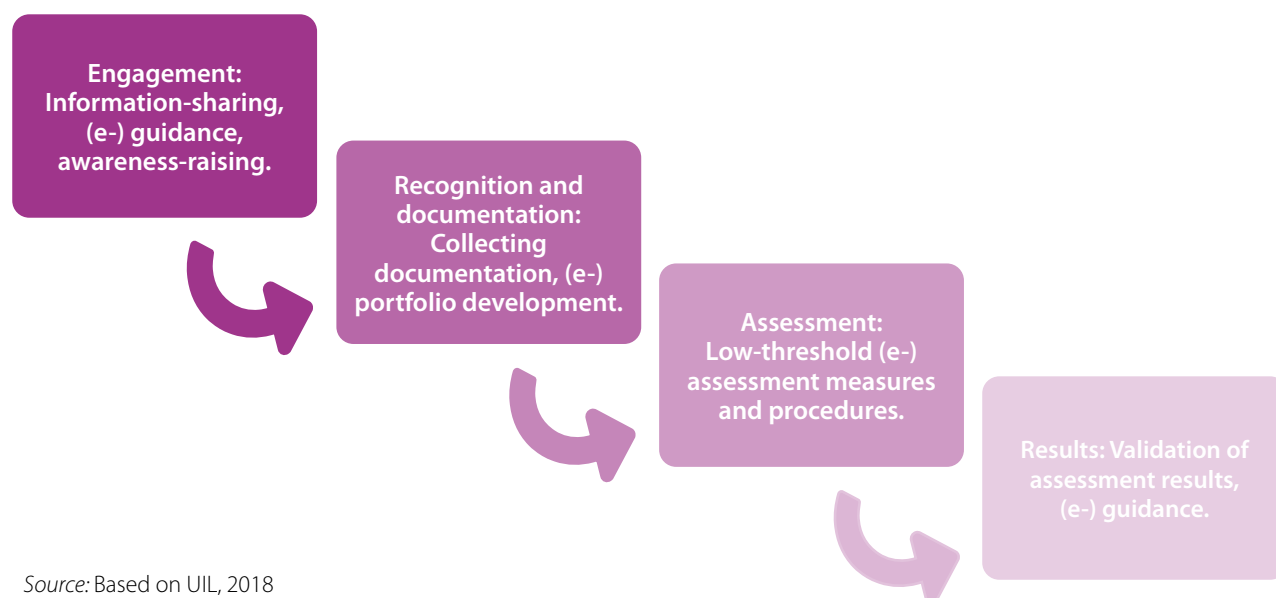 Engagement:
Information-sharing,
(e-) guidance,
awareness-raising.
Recognition and
documentation:
Collecting
documentation, (e-)
portfolio development.
Assessment:
Low-threshold (e-)
assessment measures
and procedures.
Results: Validation of
assessment results,
(e-) guidance.
Source: Based on UIL, 2018